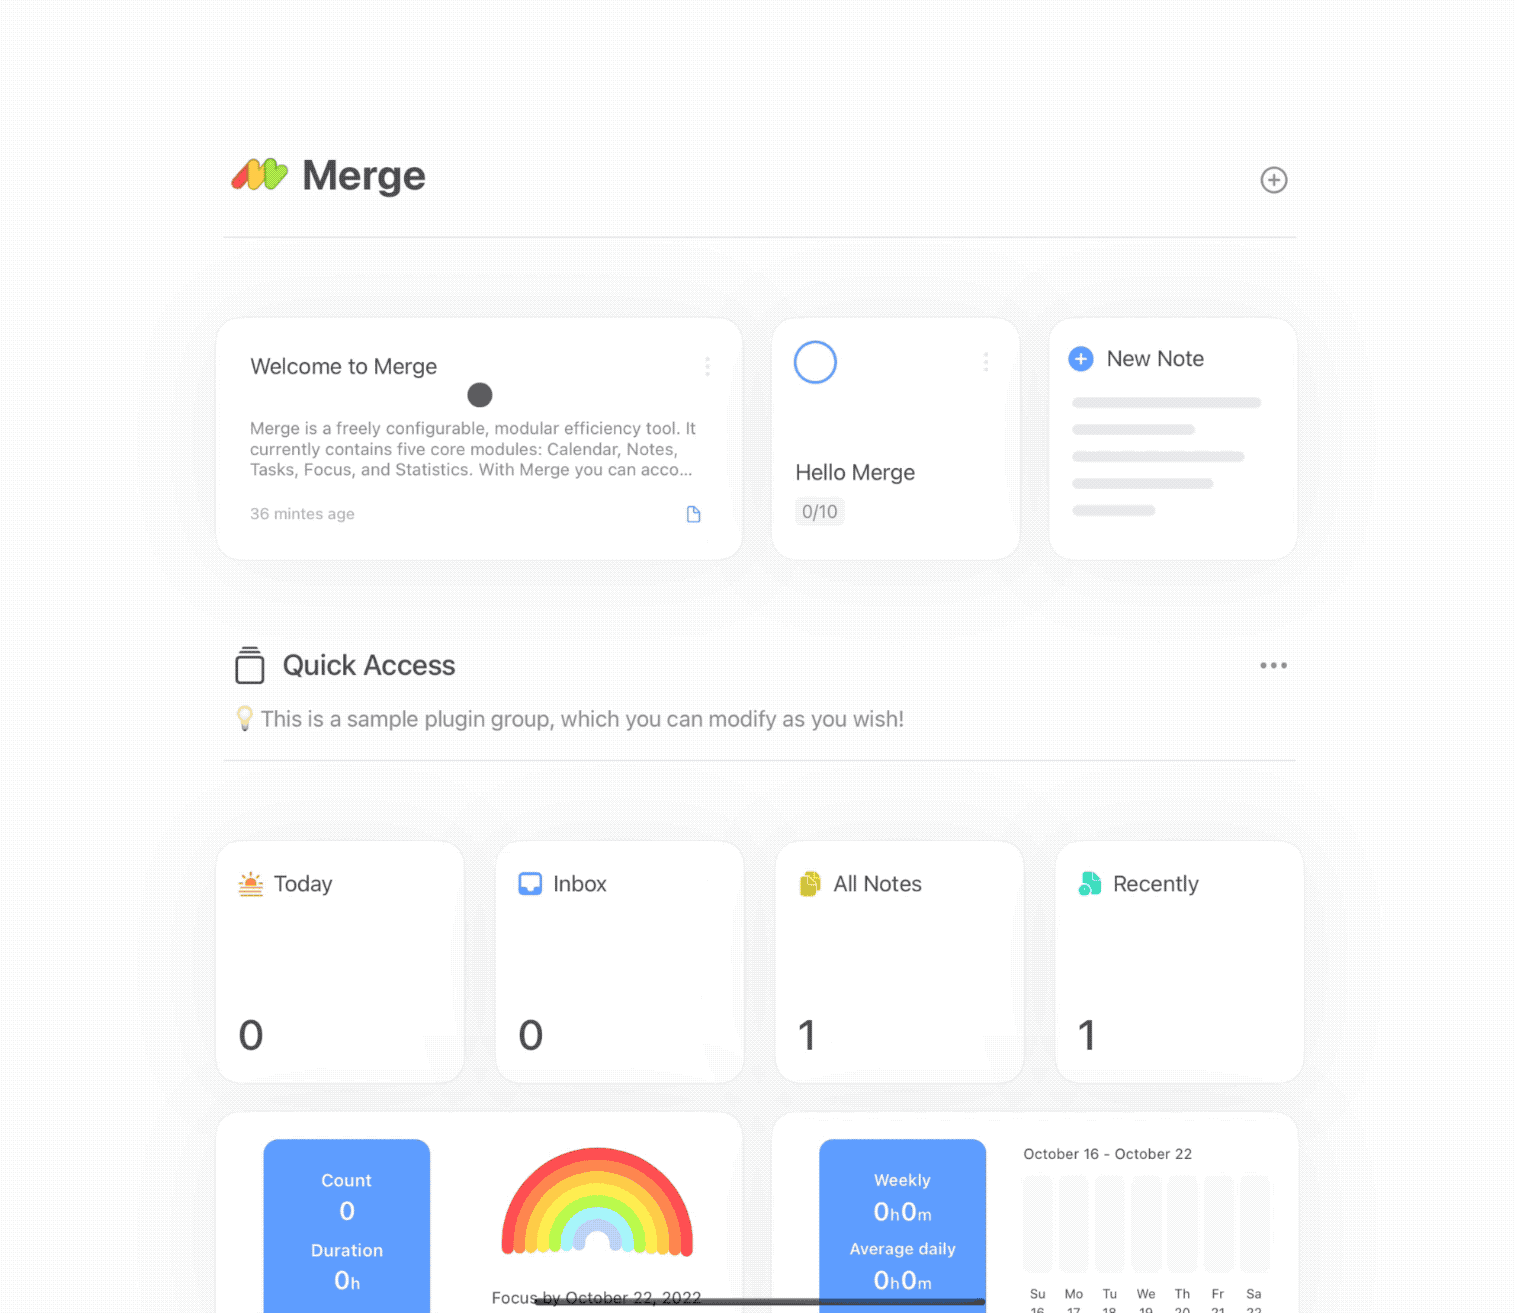 Merge
Welcome to Merge
Merge is a freely configurable, modular efficiency tool. It
currently contains five core modules: Calendar, Notes,
Tasks, Focus, and Statistics. With Merge you can acco...
36 mintes age
Hello Merge
0/10
New Note
Quick Access
This is a sample plugin group, which you can modify as you wish!
Today
0
Inbox
0
All Notes
1
Recently
1
Count
0
Duration
0h
Focus by October 22, 2022
Weekly
0h0m
Average daily
0h0m
October 16 - October 22
Su Mo Tu We Th Fr Sa
16 17 18 19 20 21 22